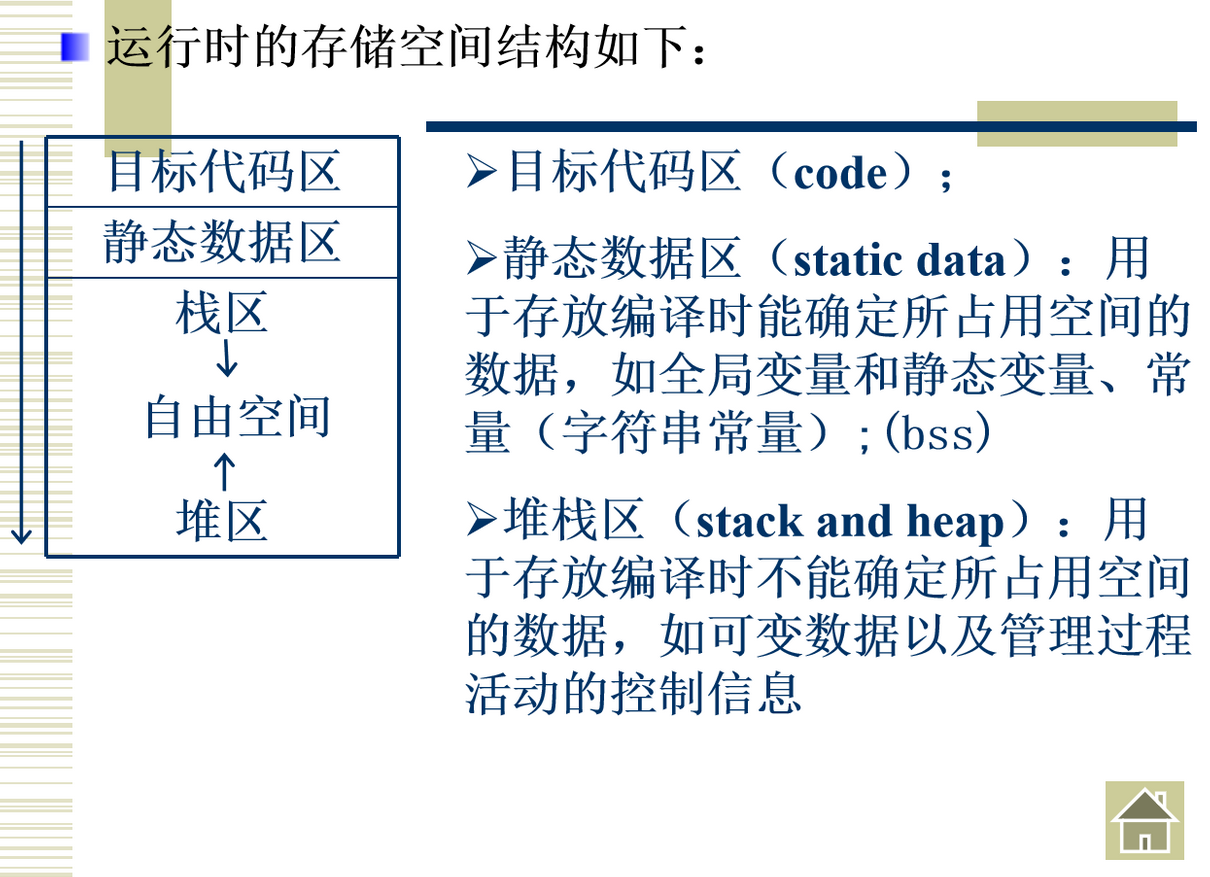 运行时的存储空间结构如下：
目标代码区
静态数据区
栈区
自由空间
堆区
➢目标代码区（code）；
➢静态数据区（static data）：用
于存放编译时能确定所占用空间的
数据，如全局变量和静态变量、常
量（字符串常量）;(bss)
➢堆栈区（stack and heap）：用
于存放编译时不能确定所占用空间
的数据，如可变数据以及管理过程
活动的控制信息